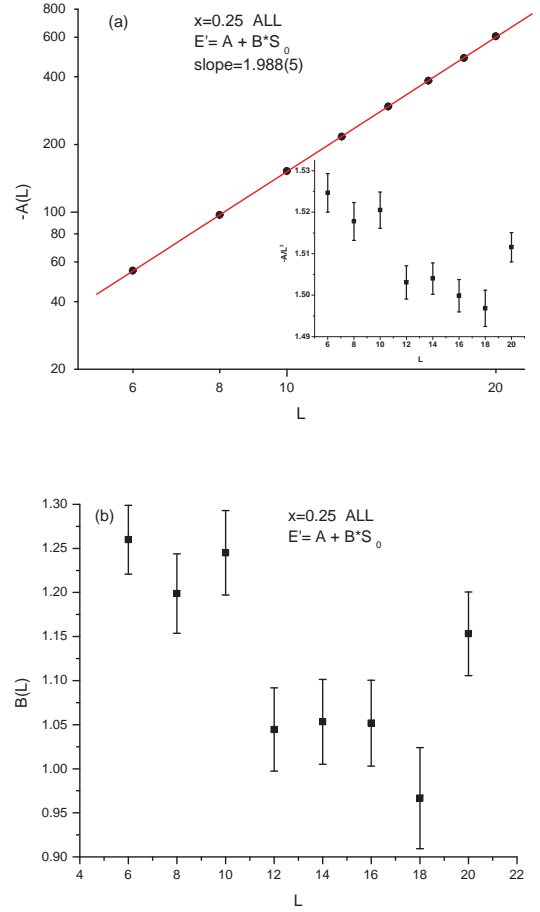 (a)
x=0.25 ALL
E'= A + B*S0
slope=1.988(5)
-A(L)
800
600
400
200
100
80
60
40
20
6
8
10
20
L
-A/L²
1.53
1.52
1.51
1.50
1.49
6 8 10 12 14 16 18 20
L
(b)
x=0.25 ALL
E'= A + B*S0
B(L)
1.30
1.25
1.20
1.15
1.10
1.05
1.00
0.95
0.90
4 6 8 10 12 14 16 18 20 22
L